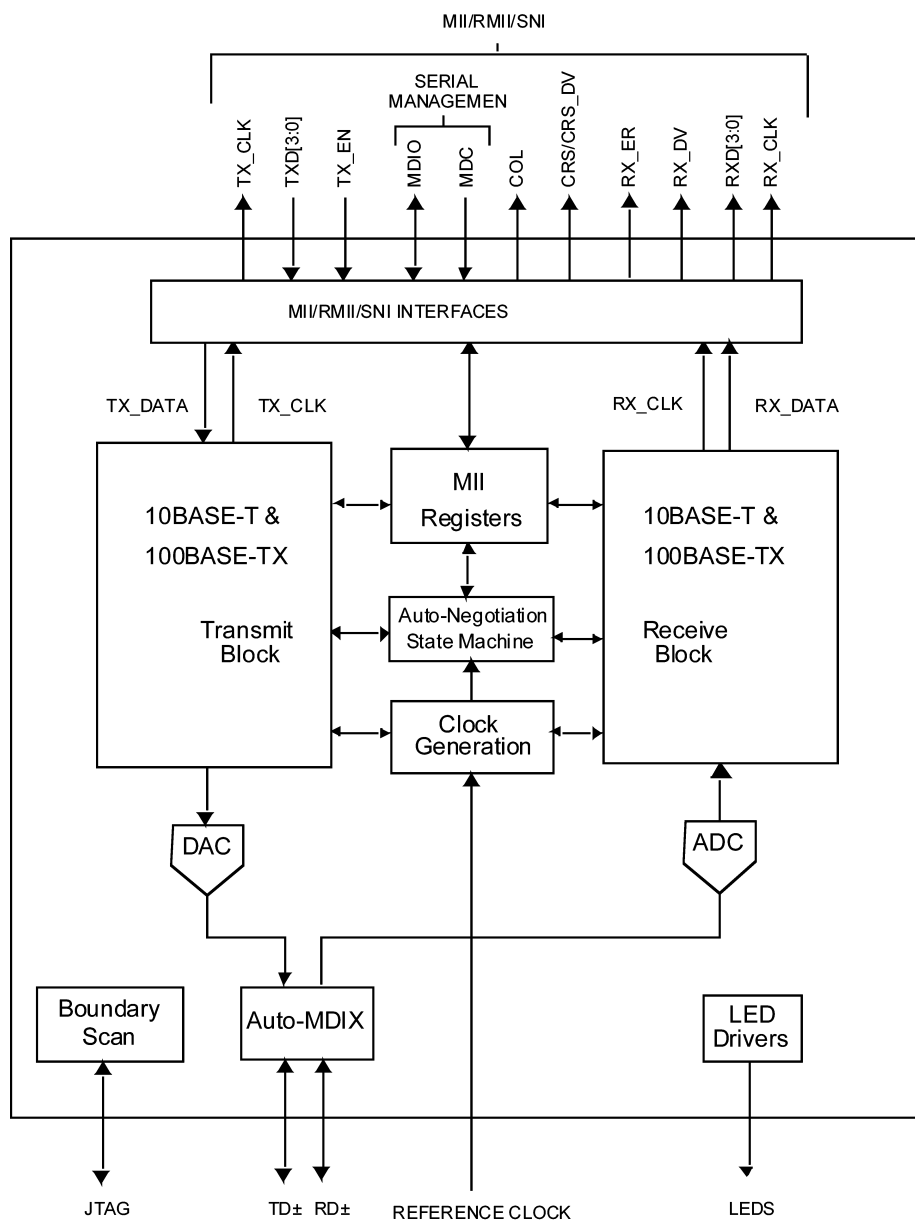 MII/RMII/SNI
SERIAL
MANAGEMEN
TX_CLK
TXD[3:0]
TX_EN
MDIO
MDC
COL
CRS/CRS_DV
RX_ER
RX_DV
RXD[3:0]
RX_CLK
MII/RMII/SNI INTERFACES
TX_DATA
TX_CLK
RX_CLK
RX_DATA
10BASE-T &
100BASE-TX
Transmit
Block
MII
Registers
Auto-Negotiation
State Machine
Clock
Generation
10BASE-T &
100BASE-TX
Receive
Block
DAC
ADC
Boundary
Scan
Auto-MDIX
LED
Drivers
JTAG
TD±
RD±
REFERENCE CLOCK
LEDS